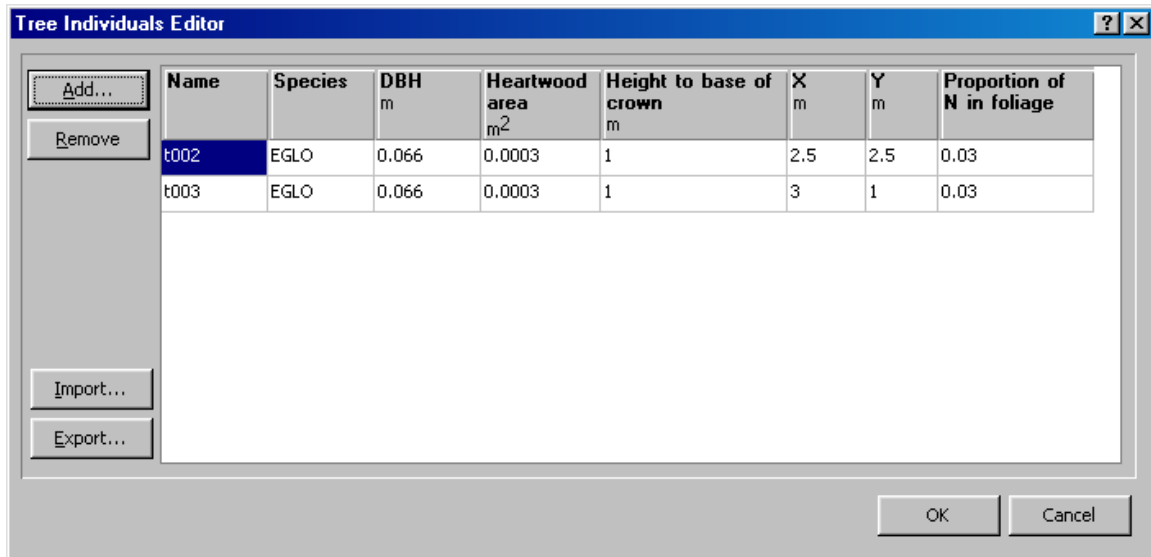 Tree Individuals Editor
Add...
Remove
Import...
Export...
Name Species DBH Heartwood Height to base of X Y Proportion of
m area crown m m N in foliage
m² m
t002 EGLO 0.066 0.0003 1 2.5 2.5 0.03
t003 EGLO 0.066 0.0003 1 3 1 0.03
OK Cancel